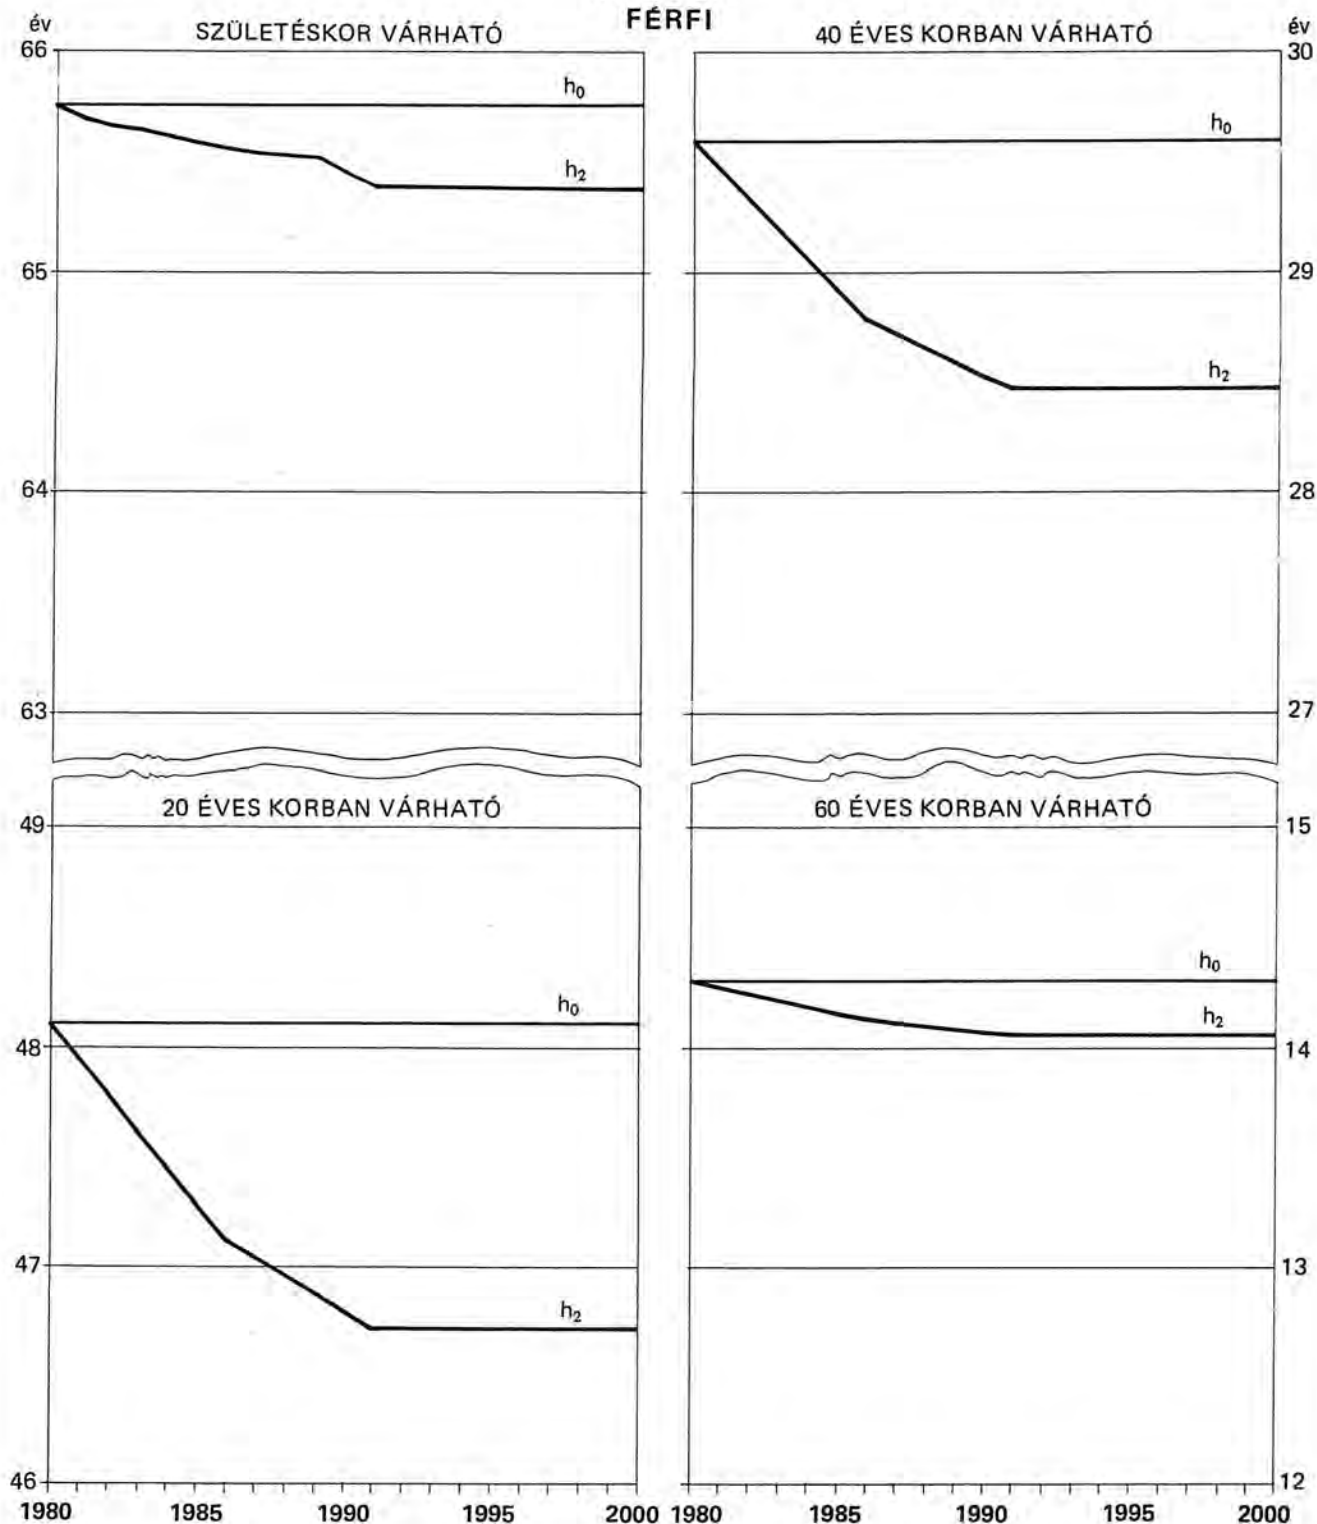 FÉRFI
év
SZÜLETÉSKOR VÁRHATÓ
66
65
64
63
h₀
h₂
40 ÉVES KORBAN VÁRHATÓ
év
30
29
28
27
h₀
h₂
20 ÉVES KORBAN VÁRHATÓ
49
48
47
46
h₀
h₂
1980 1985 1990 1995 2000
60 ÉVES KORBAN VÁRHATÓ
15
14
13
12
h₀
h₂
1980 1985 1990 1995 2000